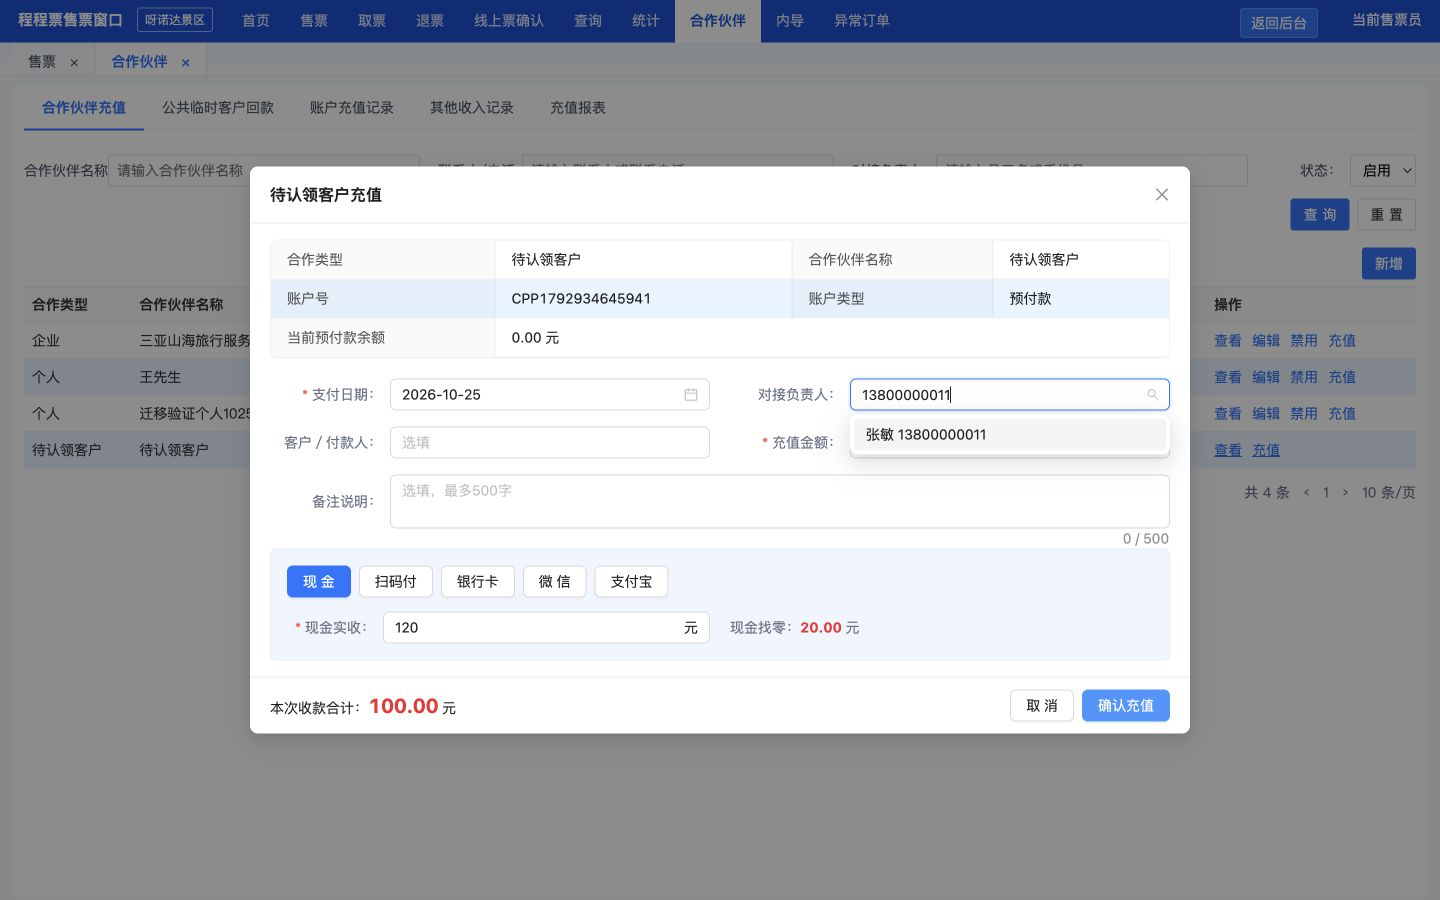 程程票售票窗口 呀诺达景区 首页 售票 取票 退票 线上票确认 查询 统计 合作伙伴 内导 异常订单 返回后台 当前售票员
售票 × 合作伙伴 ×
合作伙伴充值 公共临时客户回款 账户充值记录 其他收入记录 充值报表
合作伙伴名称 请输入合作伙伴名称 状态: 启用
查 询 重 置
新增
合作类型 合作伙伴名称 操作
企业 三亚山海旅行服务 查看 编辑 禁用 充值
个人 王先生 查看 编辑 禁用 充值
个人 迁移验证个人1025 查看 编辑 禁用 充值
待认领客户 待认领客户 查看 充值
共 4 条 < 1 > 10 条/页
待认领客户充值
合作类型 待认领客户 合作伙伴名称 待认领客户
账户号 CPP1792934645941 账户类型 预付款
当前预付款余额 0.00 元
* 支付日期: 2026-10-25 对接负责人: 13800000011
张敏 13800000011
客户 / 付款人: 选填 * 充值金额:
备注说明: 选填，最多500字
0 / 500
现 金 扫码付 银行卡 微 信 支付宝
* 现金实收: 120 元 现金找零: 20.00 元
本次收款合计: 100.00 元 取 消 确认充值